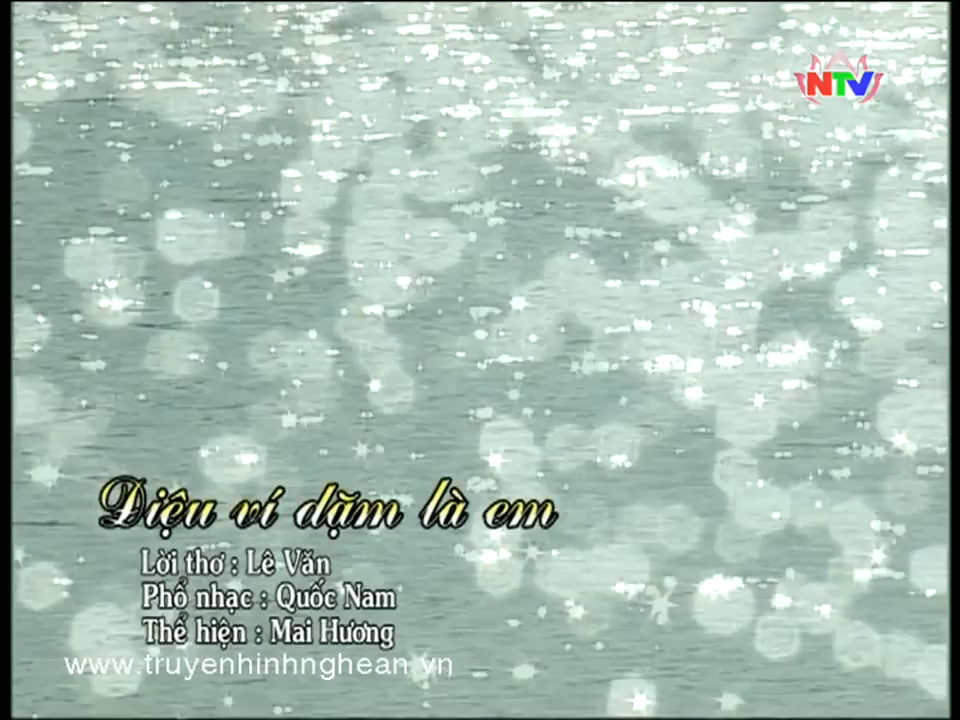 NTV
Diệu ví dặm là em
Lời thơ : Lê Văn
Phổ nhạc : Quốc Nam
Thể hiện : Mai Hương
www.truyenhinhnghean.vn